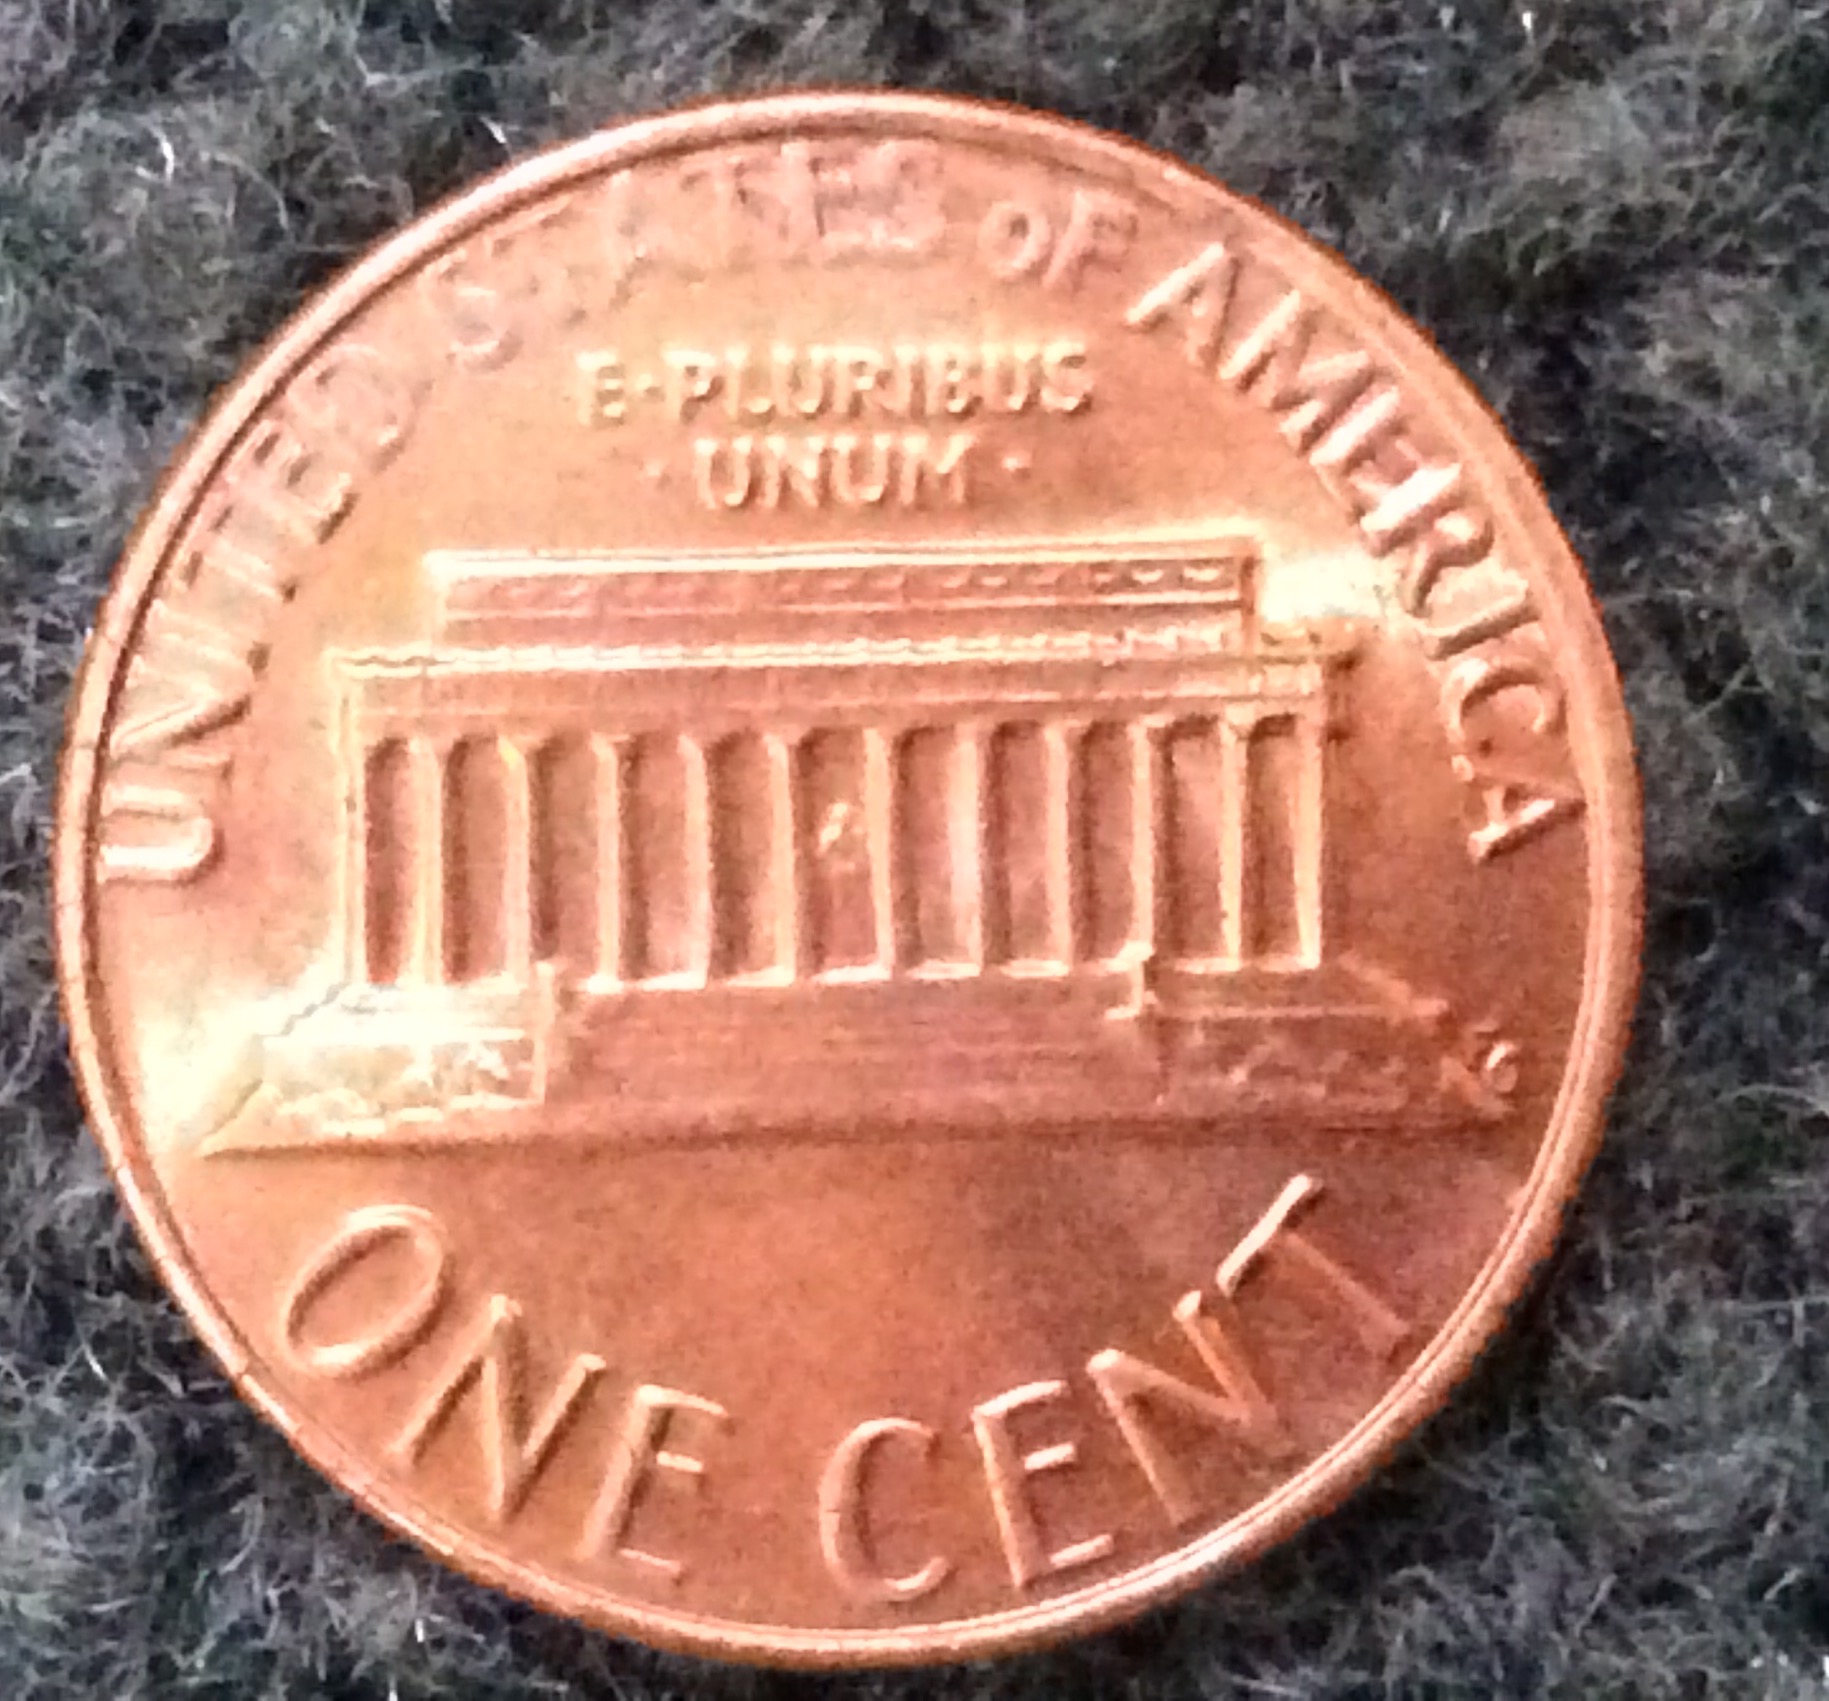 UNITED STATES OF AMERICA
E·PLURIBUS
·UNUM·
ONE CENT